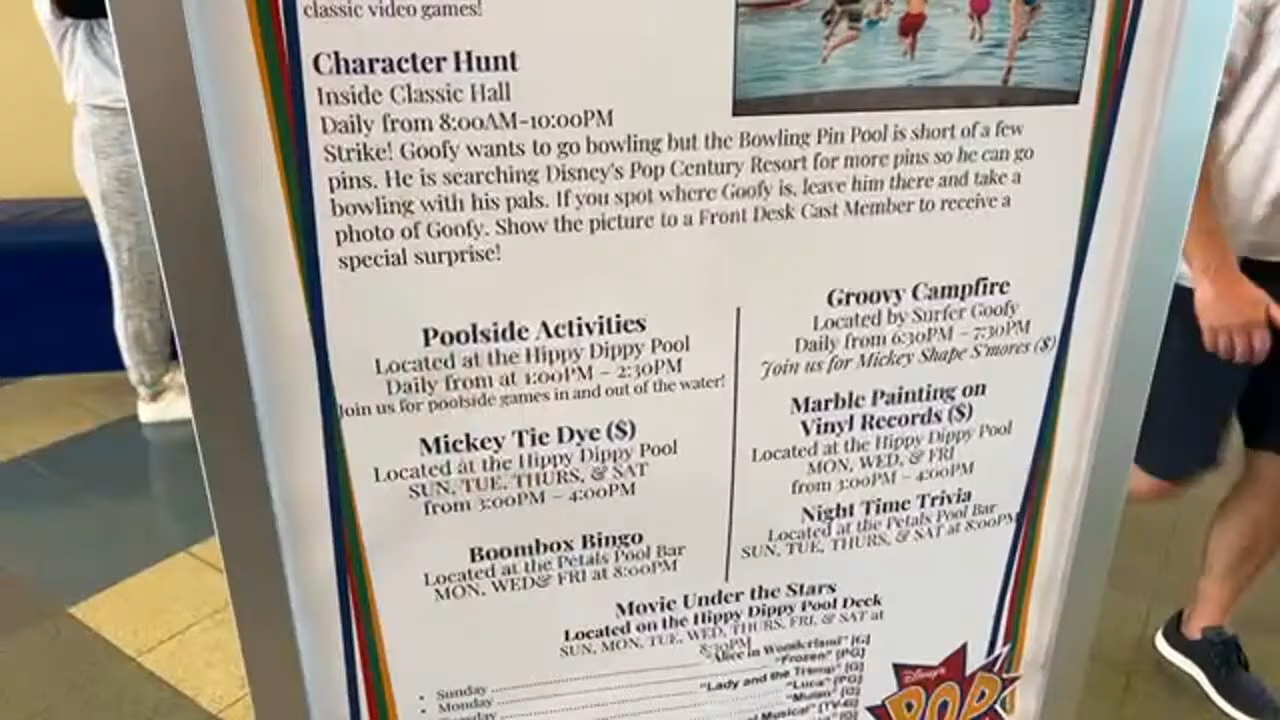 classic video games!
Character Hunt
Inside Classic Hall
Daily from 8:00AM-10:00PM
Strike! Goofy wants to go bowling but the Bowling Pin Pool is short of a few
pins. He is searching Disney's Pop Century Resort for more pins so he can go
bowling with his pals. If you spot where Goofy is, leave him there and take a
photo of Goofy. Show the picture to a Front Desk Cast Member to receive a
special surprise!
Poolside Activities
Located at the Hippy Dippy Pool
Daily from at 1:00PM - 2:30PM
Join us for poolside games in and out of the water!
Mickey Tie Dye ($)
Located at the Hippy Dippy Pool
SUN, TUE, THURS, & SAT
from 3:00PM - 4:00PM
Boombox Bingo
Located at the Petals Pool Bar
MON, WED& FRI at 8:00PM
Groovy Campfire
Located by Surfer Goofy
Daily from 6:30PM - 7:30PM
Join us for Mickey Shape S'mores ($)
Marble Painting on
Vinyl Records ($)
Located at the Hippy Dippy Pool
MON, WED, & FRI
from 3:00PM - 4:00PM
Night Time Trivia
Located at the Petals Pool Bar
SUN, TUE, THURS, & SAT at 8:00PM
Movie Under the Stars
Located on the Hippy Dippy Pool Deck
SUN, MON, TUE, WED, THURS, FRI, & SAT at
8:30PM
Sunday "Alice in Wonderland" [G]
Monday "Frozen" [PG]
"Lady and the Tramp" [G]
"Luca" [PG]
"Mulan" [G]
Musical" [TV-G]
Disney's
POP